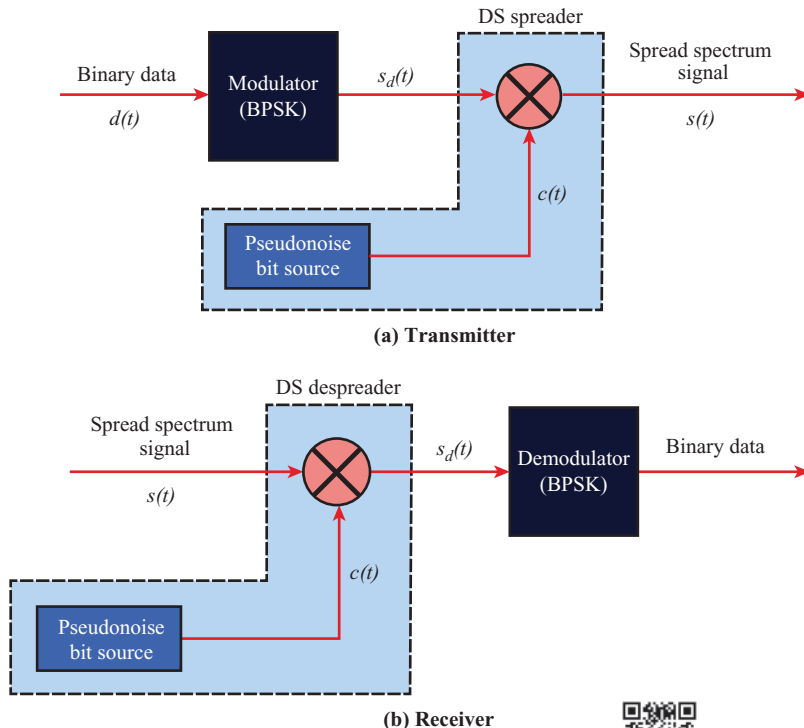 DS spreader
Binary data
d(t)
Modulator
(BPSK)
s_d(t)
Spread spectrum
signal
s(t)
c(t)
Pseudonoise
bit source
(a) Transmitter
DS despreader
Spread spectrum
signal
s(t)
s_d(t)
Demodulator
(BPSK)
Binary data
c(t)
Pseudonoise
bit source
(b) Receiver